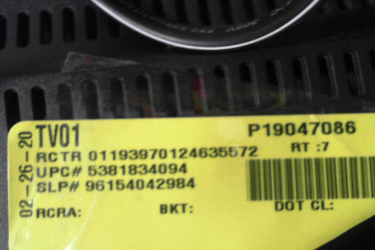 02-26-20
TV01 P19047086
RCTR 01193970124635572 RT :7
UPC# 5381834094
SLP# 96154042984
RCRA: BKT: DOT CL: